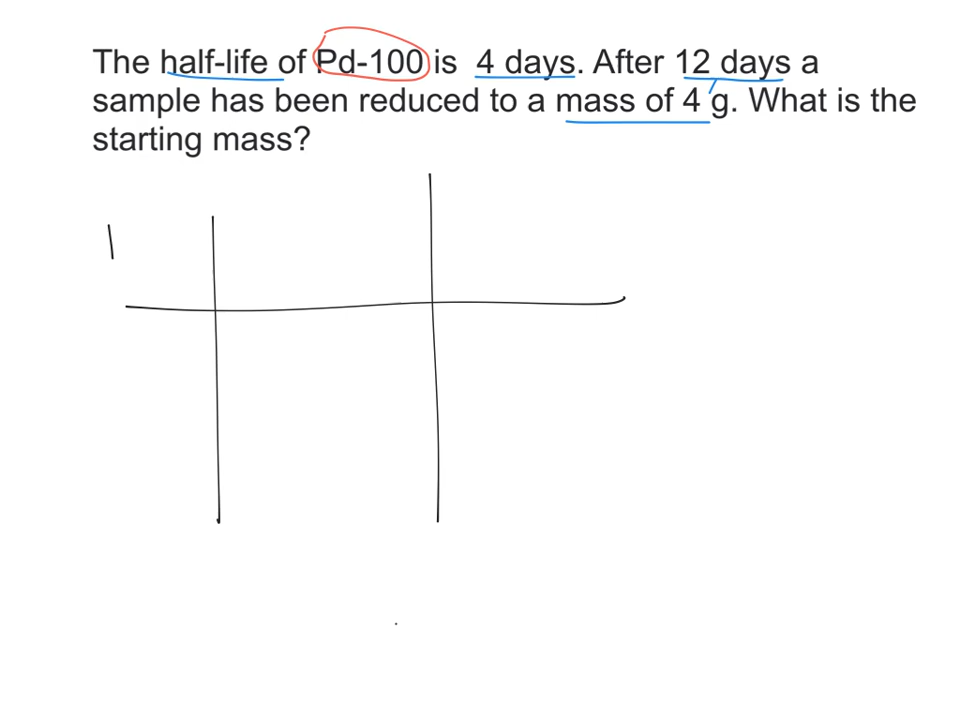 The half-life of Pd-100 is 4 days. After 12 days a
sample has been reduced to a mass of 4 g. What is the
starting mass?